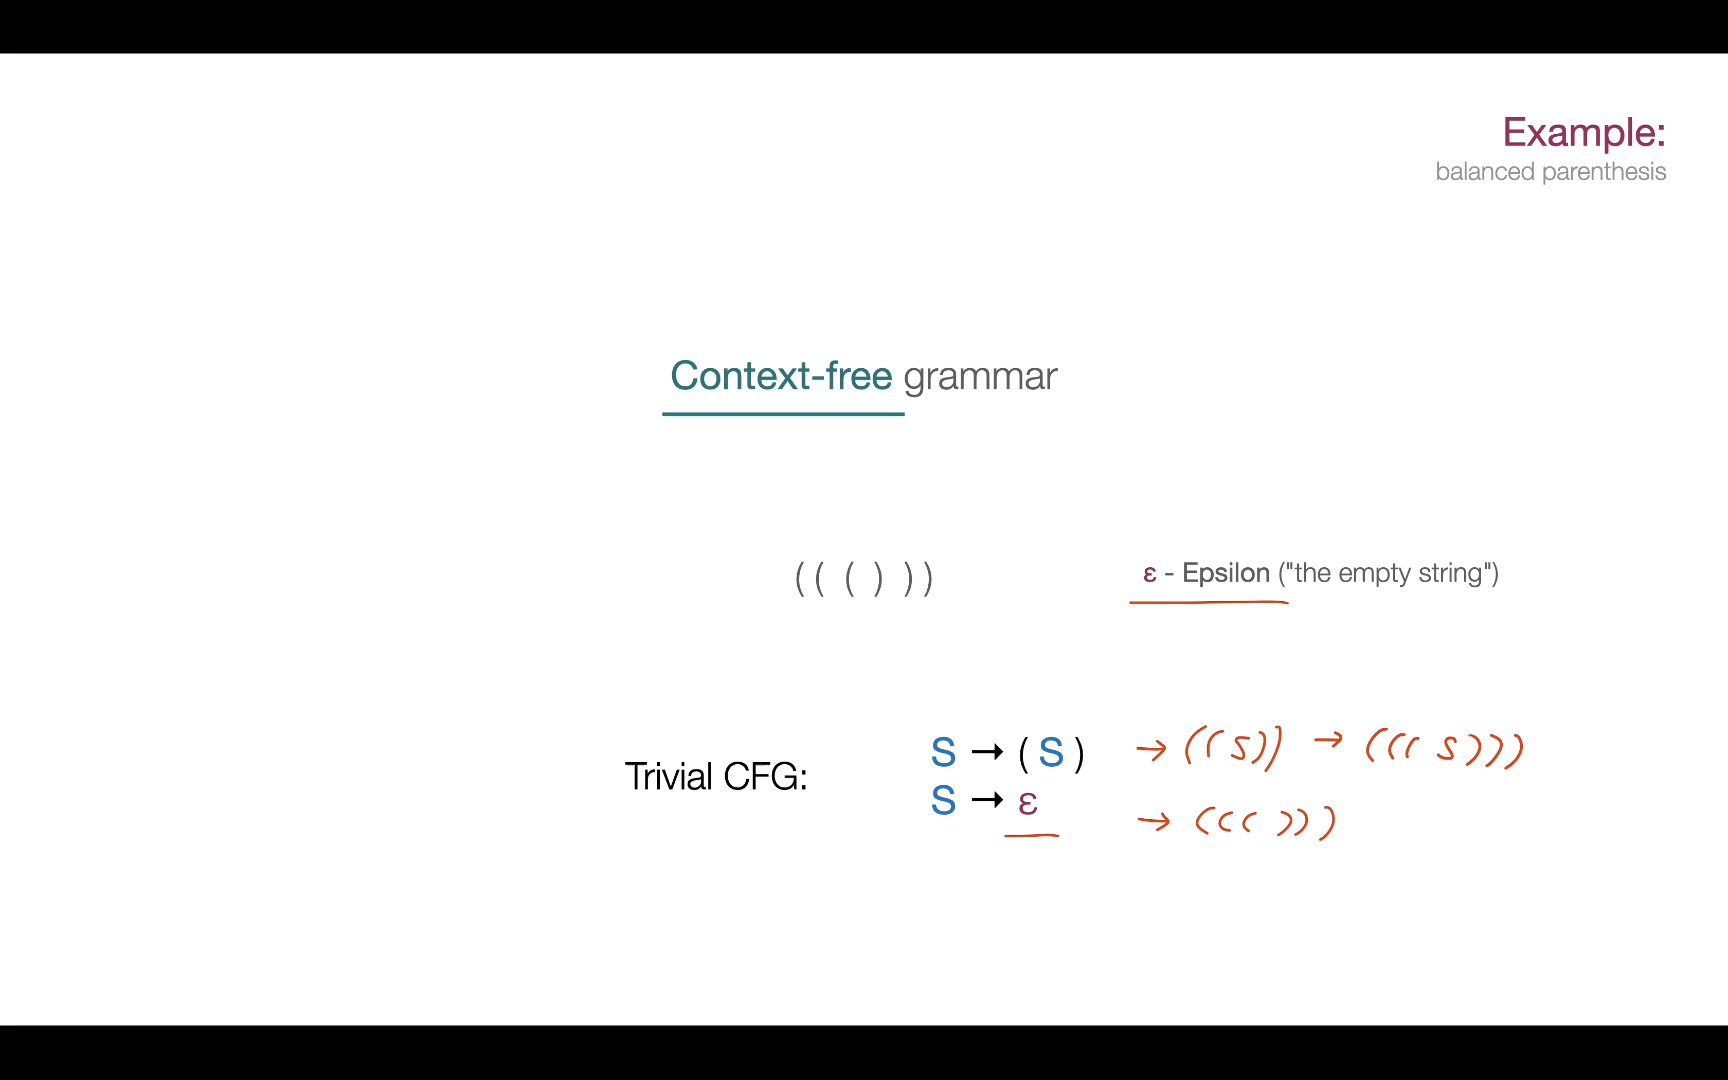 Example:
balanced parenthesis
Context-free grammar
( ( ( ) ) )
ε - Epsilon ("the empty string")
Trivial CFG:
S → ( S ) → ((S)) → (((S)))
S → ε → ((()))